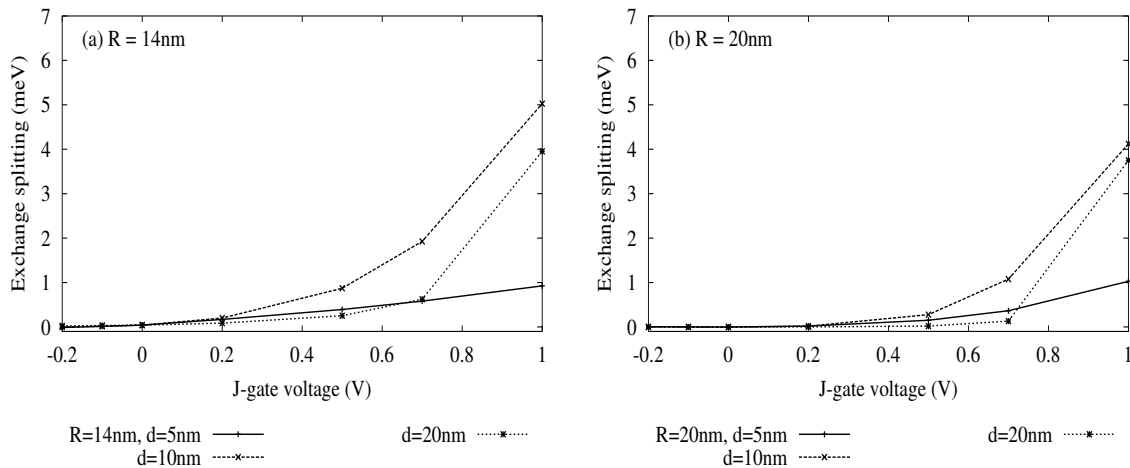 (a) R = 14nm
Exchange splitting (meV)
7
6
5
4
3
2
1
0
-0.2 0 0.2 0.4 0.6 0.8 1
J-gate voltage (V)
R=14nm, d=5nm
d=10nm
d=20nm
(b) R = 20nm
Exchange splitting (meV)
7
6
5
4
3
2
1
0
-0.2 0 0.2 0.4 0.6 0.8 1
J-gate voltage (V)
R=20nm, d=5nm
d=10nm
d=20nm